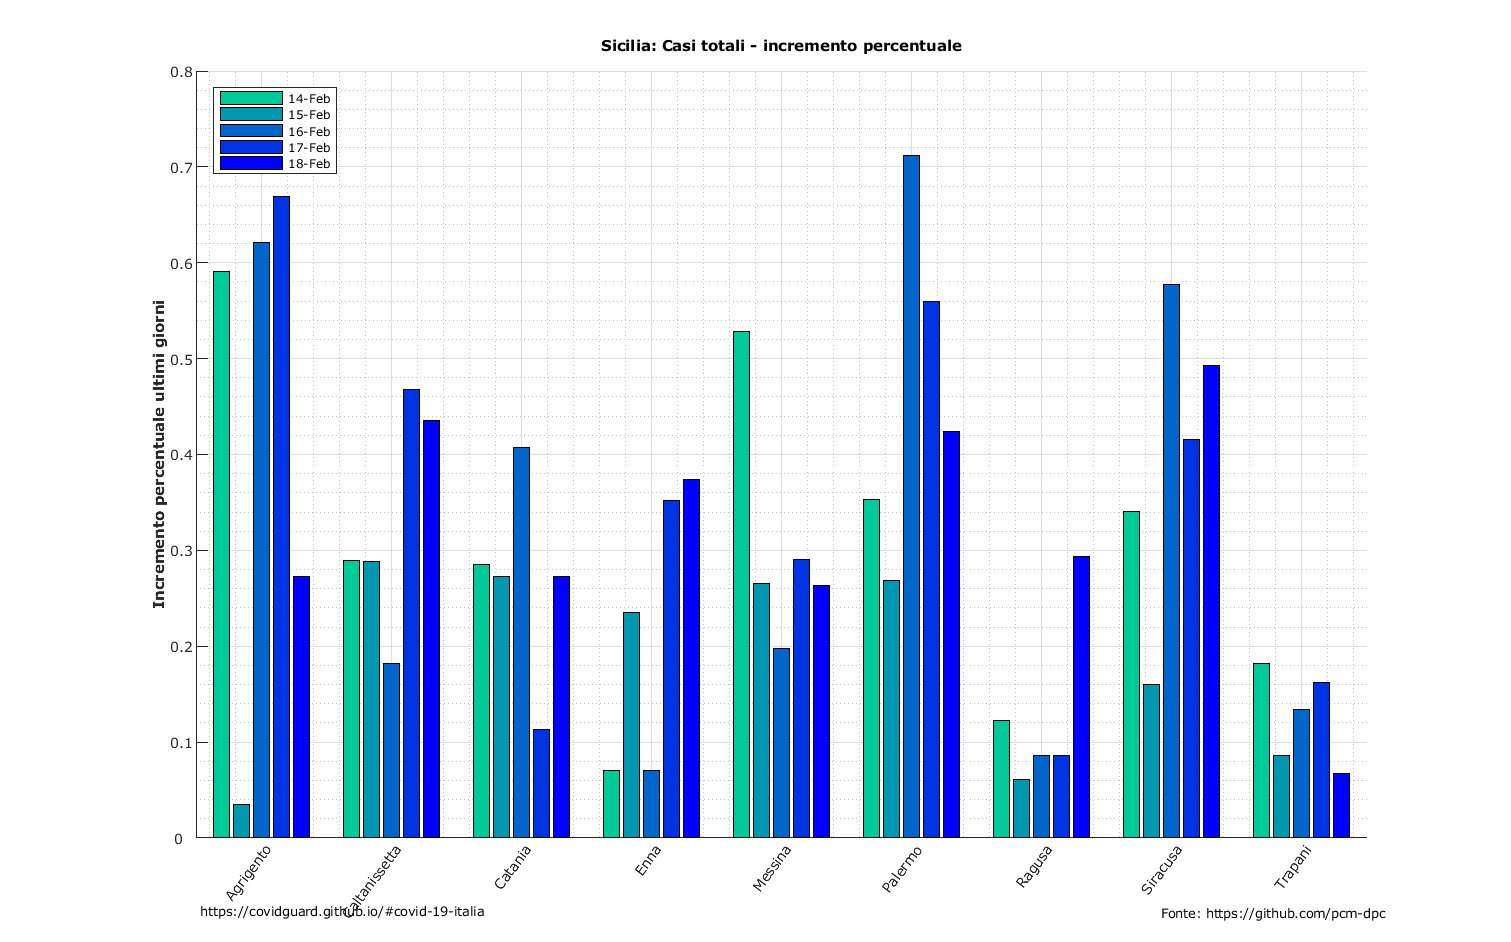 Sicilia: Casi totali - incremento percentuale
Incremento percentuale ultimi giorni
0.8
0.7
0.6
0.5
0.4
0.3
0.2
0.1
0
14-Feb
15-Feb
16-Feb
17-Feb
18-Feb
Agrigento
Caltanissetta
Catania
Enna
Messina
Palermo
Ragusa
Siracusa
Trapani
https://covidguard.github.io/#covid-19-italia
Fonte: https://github.com/pcm-dpc